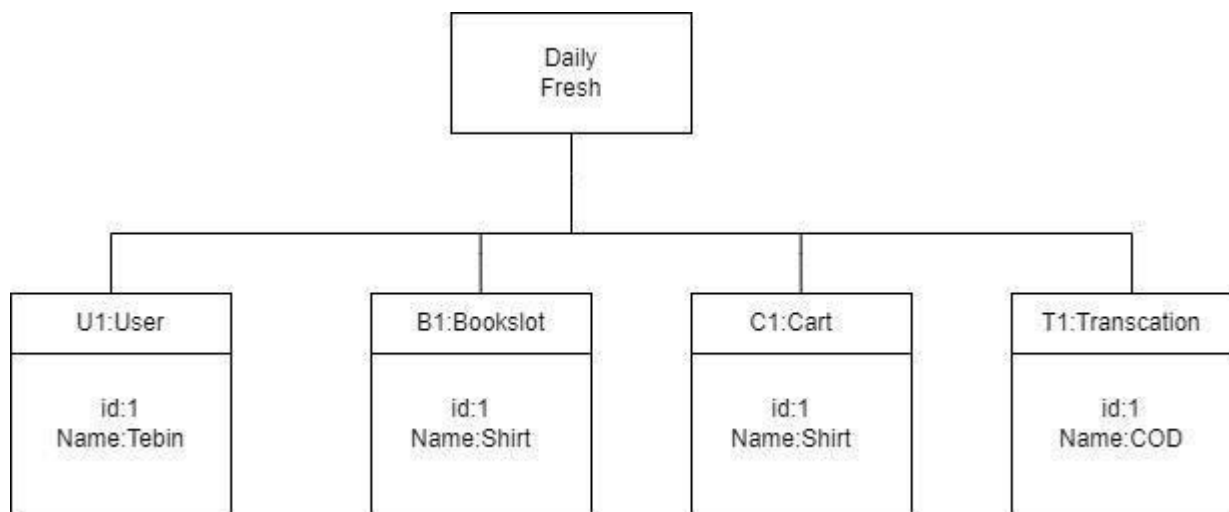 Daily
Fresh
U1:User
B1:Bookslot
C1:Cart
T1:Transcation
id:1
Name:Tebin
id:1
Name:Shirt
id:1
Name:Shirt
id:1
Name:COD